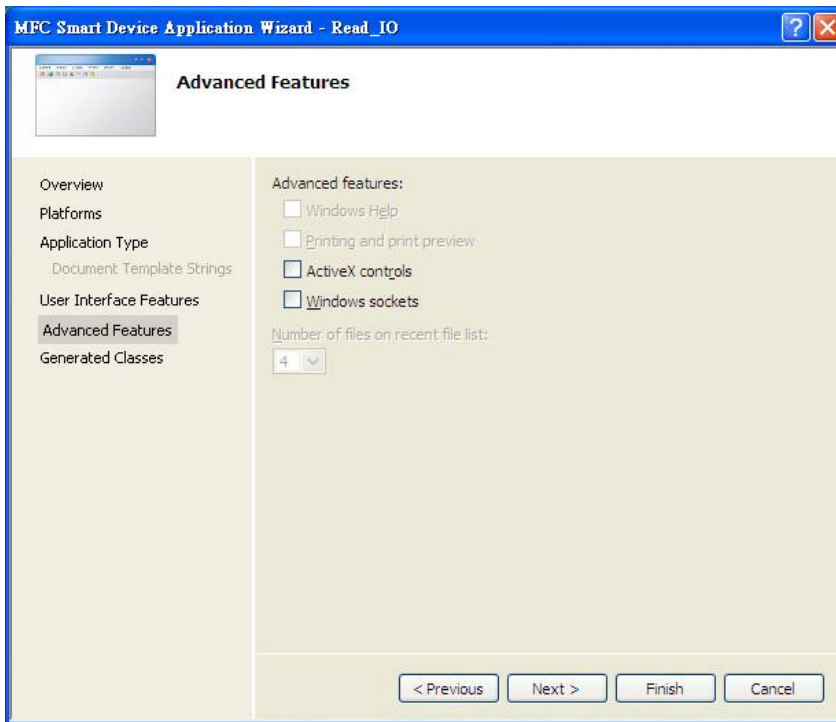 MFC Smart Device Application Wizard - Read_IO
Advanced Features
Overview
Platforms
Application Type
Document Template Strings
User Interface Features
Advanced Features
Generated Classes
Advanced features:
Windows Help
Printing and print preview
ActiveX controls
Windows sockets
Number of files on recent file list:
4
< Previous
Next >
Finish
Cancel